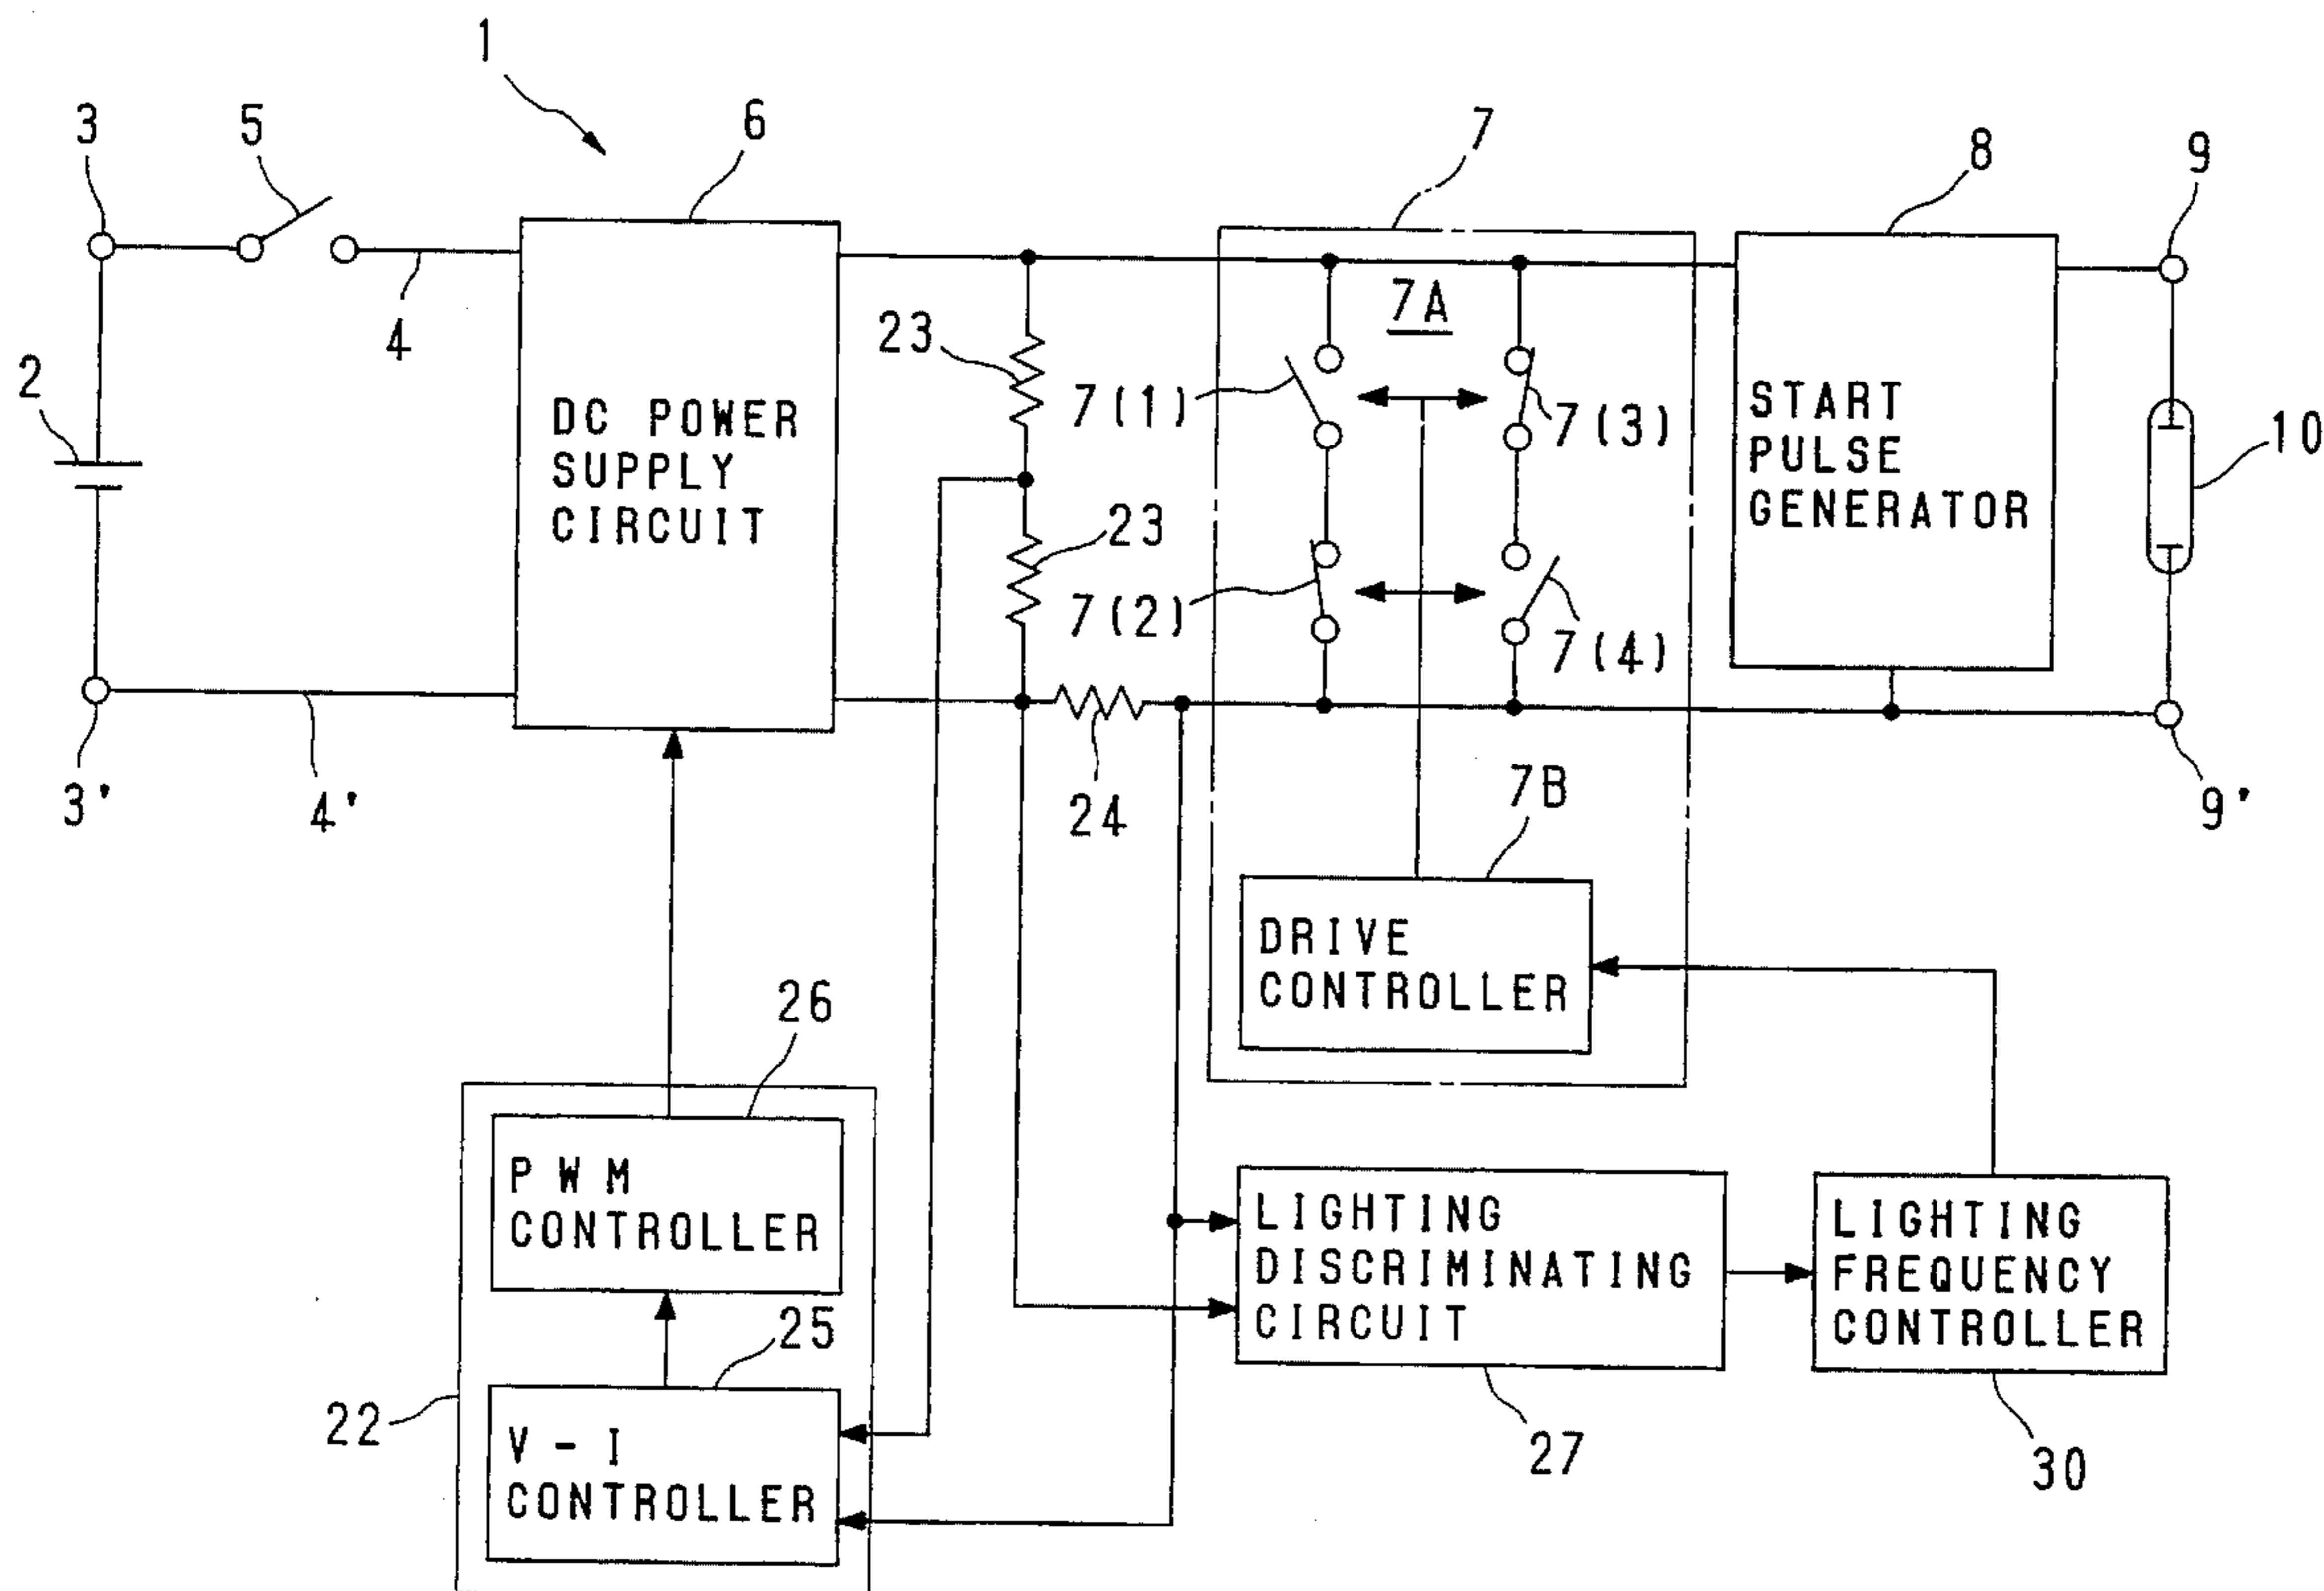 1
3
5
6
7
8
9
4
2
DC POWER
SUPPLY
CIRCUIT
23
7A
7(1)
7(3)
START
PULSE
GENERATOR
10
23
7(2)
7(4)
3'
4'
24
7B
9'
DRIVE
CONTROLLER
26
PWM
CONTROLLER
25
LIGHTING
DISCRIMINATING
CIRCUIT
LIGHTING
FREQUENCY
CONTROLLER
22
V-I
CONTROLLER
27
30